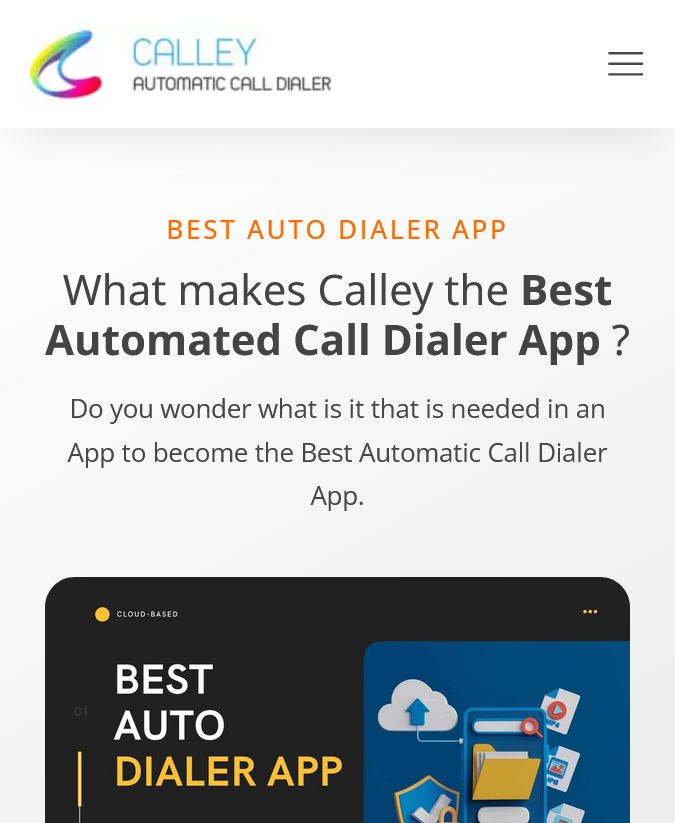 CALLEY
AUTOMATIC CALL DIALER
BEST AUTO DIALER APP
What makes Calley the Best
Automated Call Dialer App ?
Do you wonder what is it that is needed in an
App to become the Best Automatic Call Dialer
App.
CLOUD-BASED
BEST
01
AUTO
DIALER APP
MP4
JPG